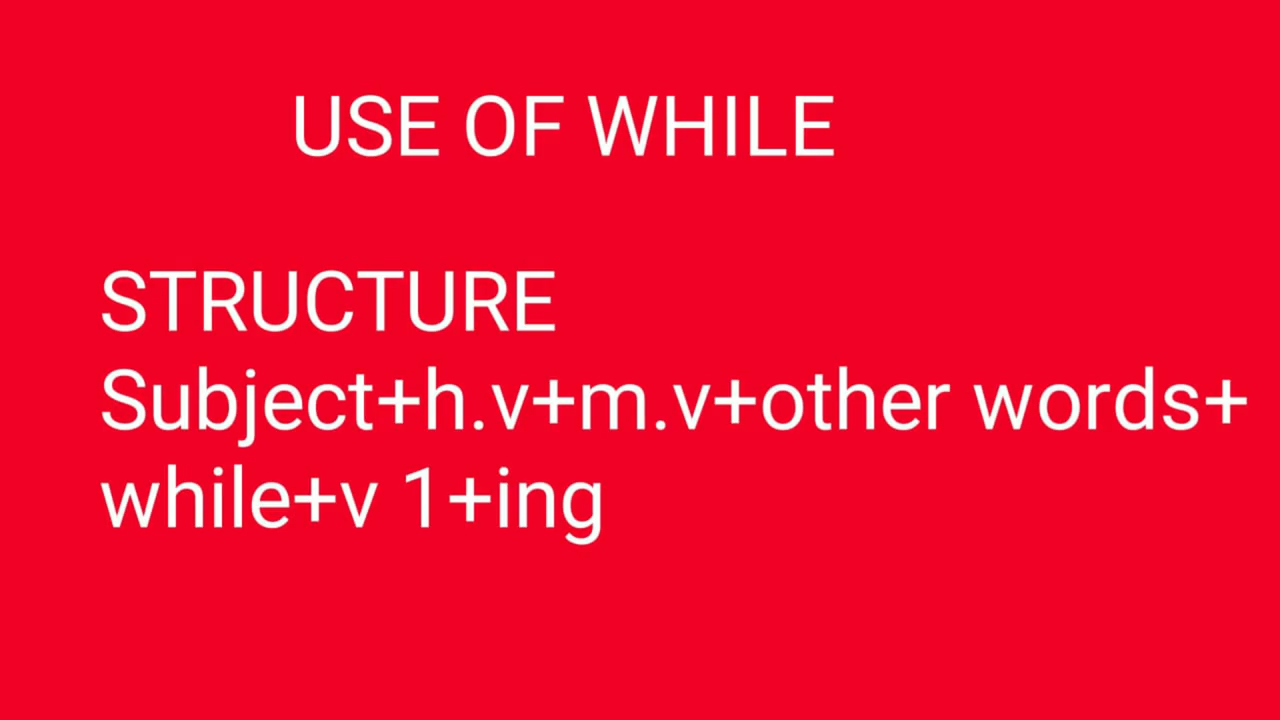 USE OF WHILE
STRUCTURE
Subject+h.v+m.v+other words+
while+v 1+ing